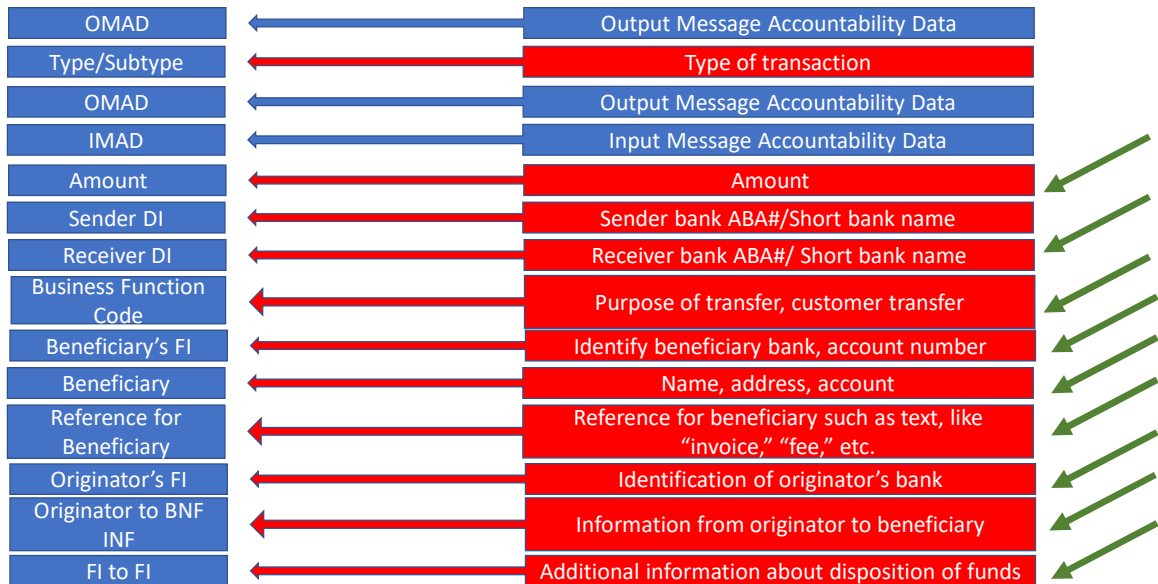 OMAD Output Message Accountability Data
Type/Subtype Type of transaction
OMAD Output Message Accountability Data
IMAD Input Message Accountability Data
Amount Amount
Sender DI Sender bank ABA#/Short bank name
Receiver DI Receiver bank ABA#/ Short bank name
Business Function
Code
Purpose of transfer, customer transfer
Beneficiary’s FI Identify beneficiary bank, account number
Beneficiary Name, address, account
Reference for
Beneficiary
Reference for beneficiary such as text, like
“invoice,” “fee,” etc.
Originator’s FI Identification of originator’s bank
Originator to BNF
INF
Information from originator to beneficiary
FI to FI Additional information about disposition of funds